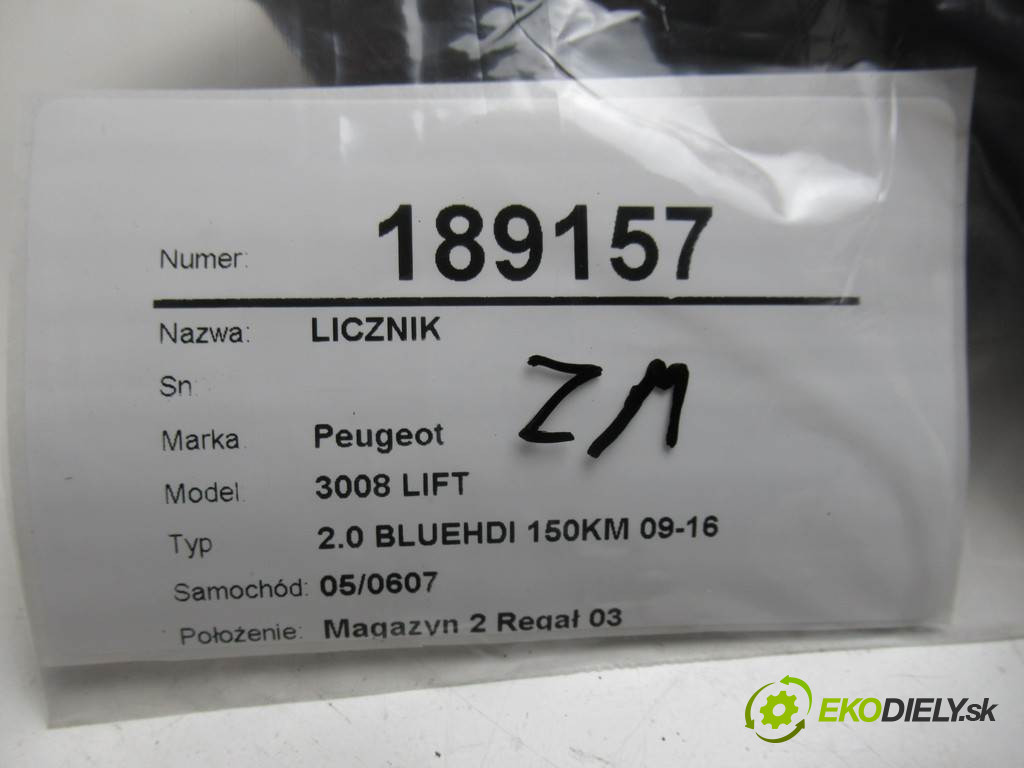 Numer: 189157
Nazwa: LICZNIK
Sn
ZM
Marka Peugeot
Model 3008 LIFT
Typ 2.0 BLUEHDI 150KM 09-16
Samochód: 05/0607
Położenie: Magazyn 2 Regał 03
EKODIELY.sk